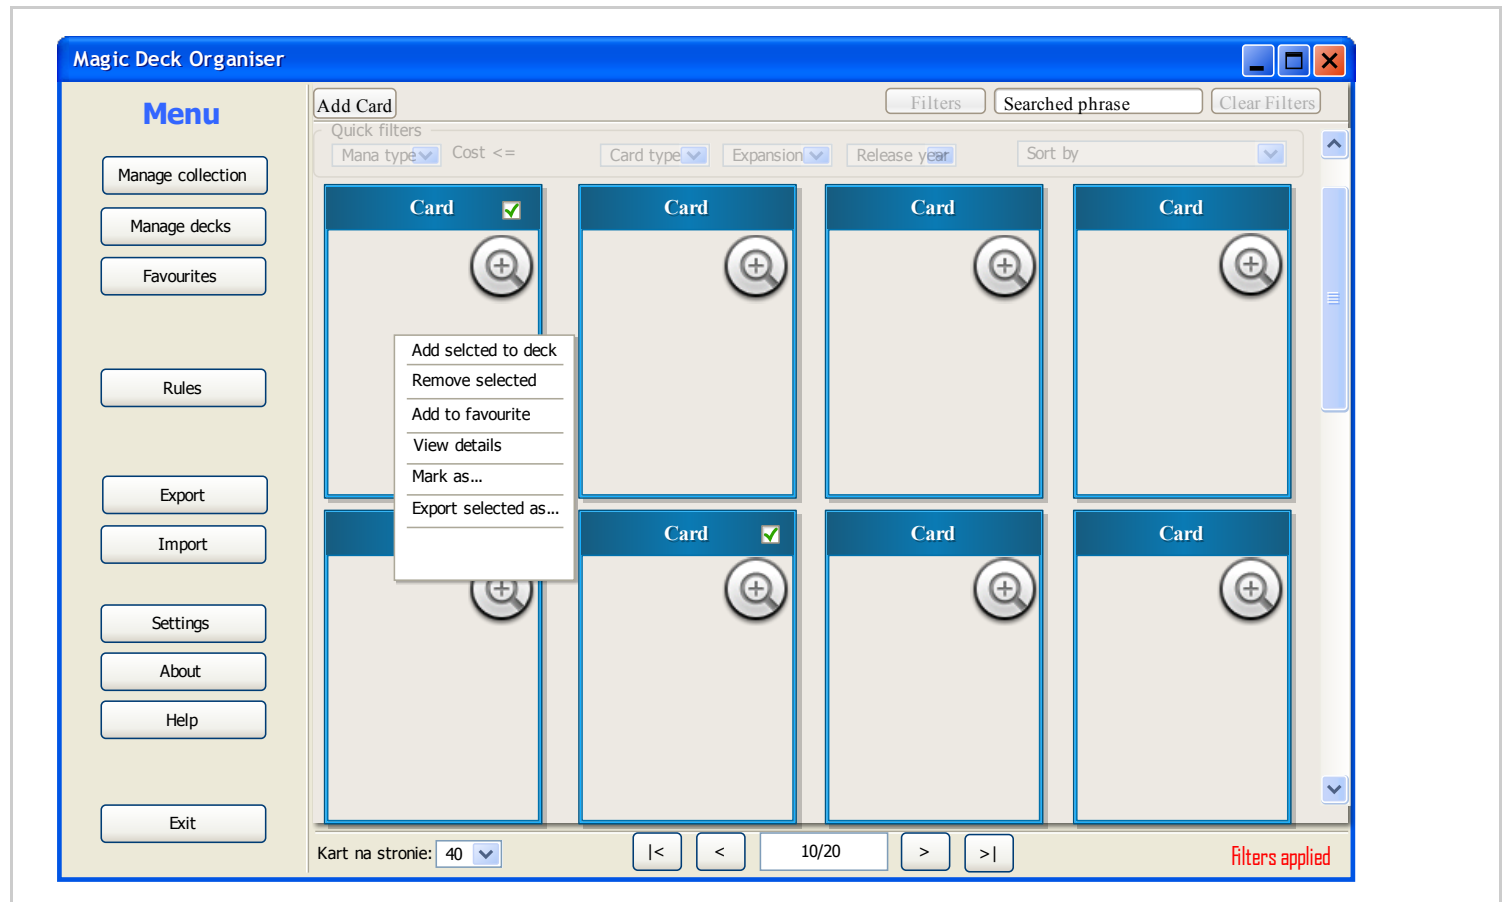 Magic Deck Organiser
Menu
Manage collection
Manage decks
Favourites
Rules
Export
Import
Settings
About
Help
Exit
Add Card
Filters
Searched phrase
Clear Filters
Quick filters
Mana type
Cost <=
Card type
Expansion
Release year
Sort by
Card
Card
Card
Card
Add selcted to deck
Remove selected
Add to favourite
View details
Mark as...
Export selected as...
Card
Card
Card
Kart na stronie: 40
|<
<
10/20
>
>|
Filters applied